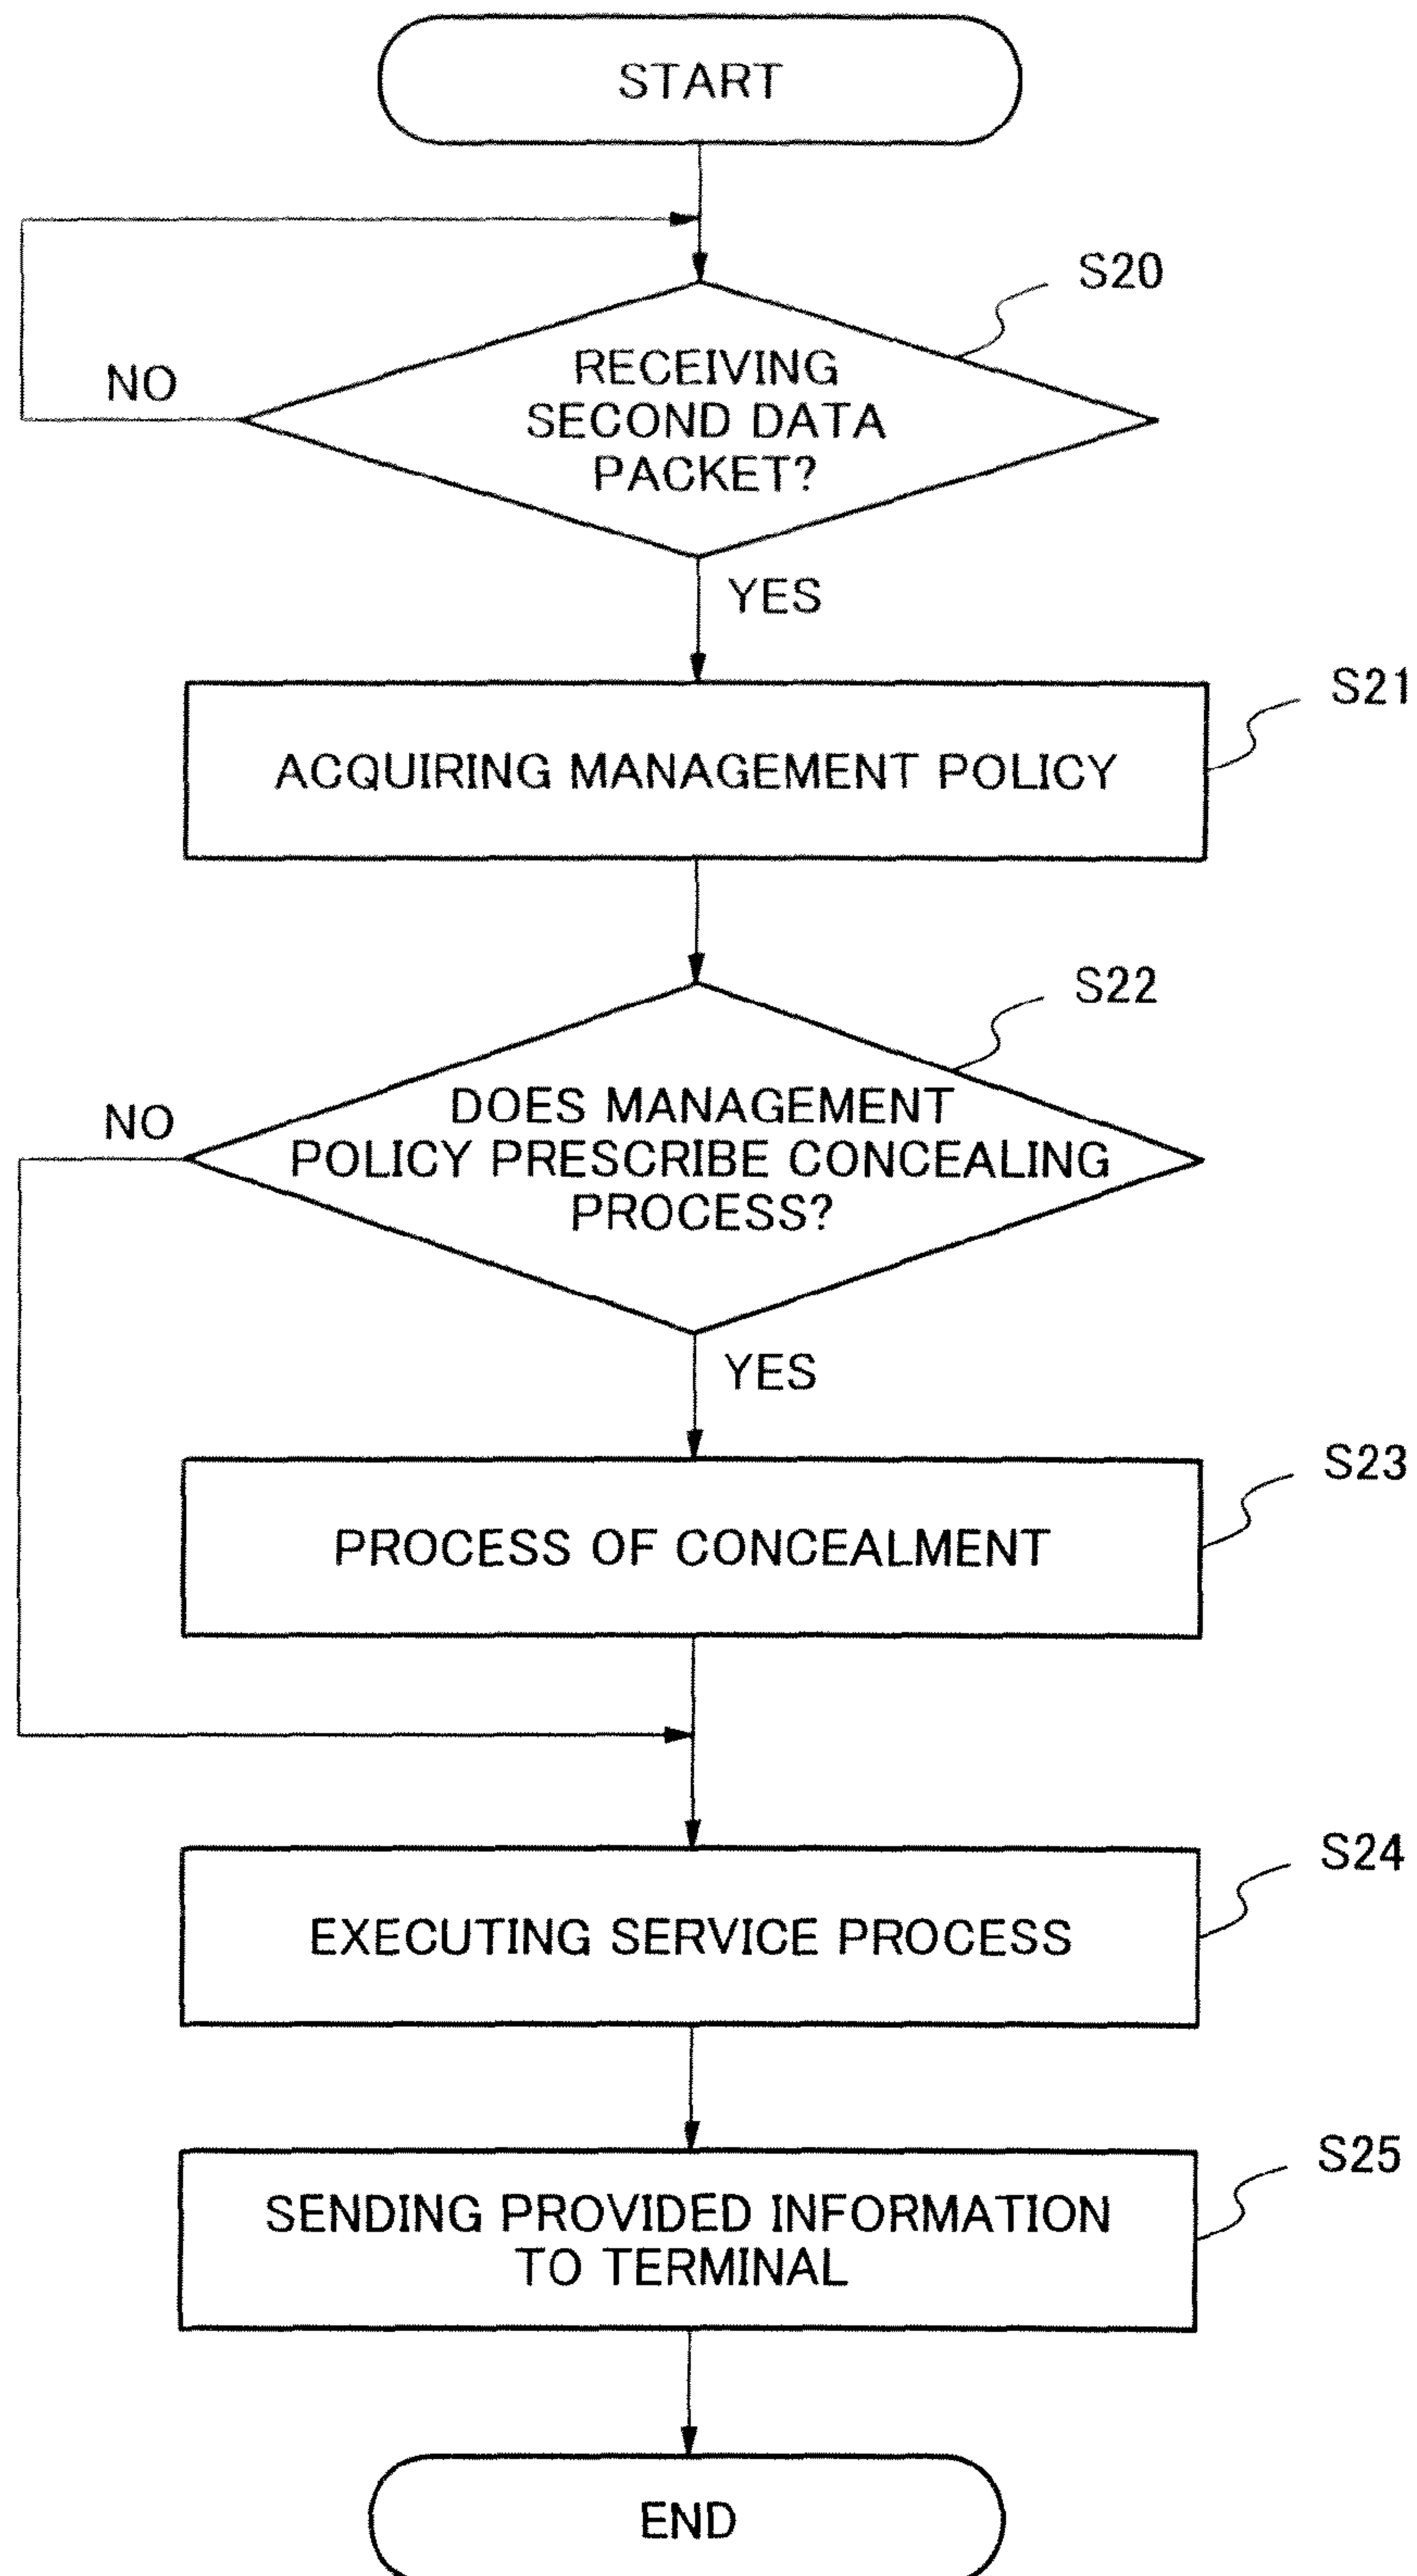 START
S20
RECEIVING
SECOND DATA
PACKET?
NO
YES
S21
ACQUIRING MANAGEMENT POLICY
S22
DOES MANAGEMENT
POLICY PRESCRIBE CONCEALING
PROCESS?
NO
YES
S23
PROCESS OF CONCEALMENT
S24
EXECUTING SERVICE PROCESS
S25
SENDING PROVIDED INFORMATION
TO TERMINAL
END